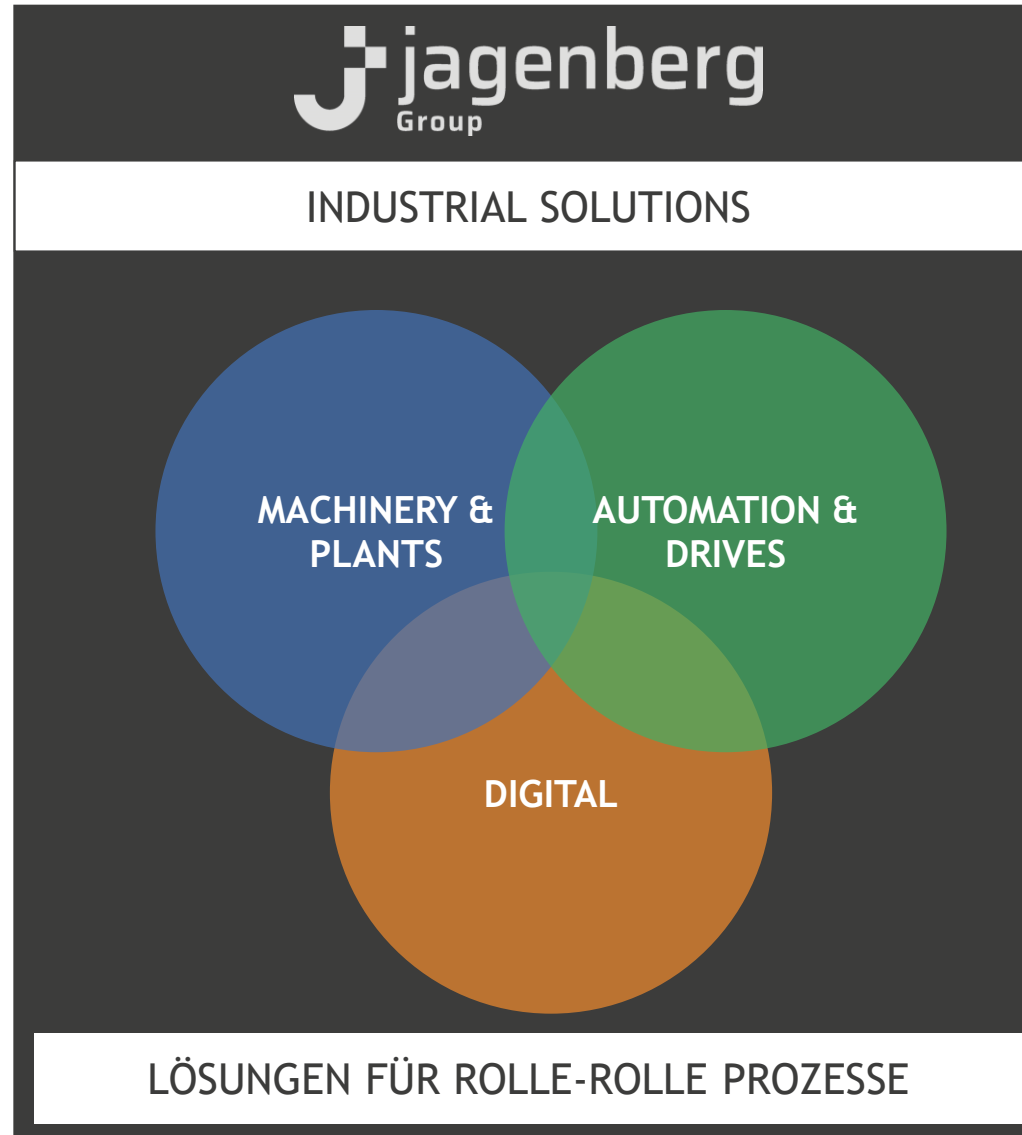 jagenberg
Group
INDUSTRIAL SOLUTIONS
MACHINERY &
PLANTS
AUTOMATION &
DRIVES
DIGITAL
LÖSUNGEN FÜR ROLLE-ROLLE PROZESSE